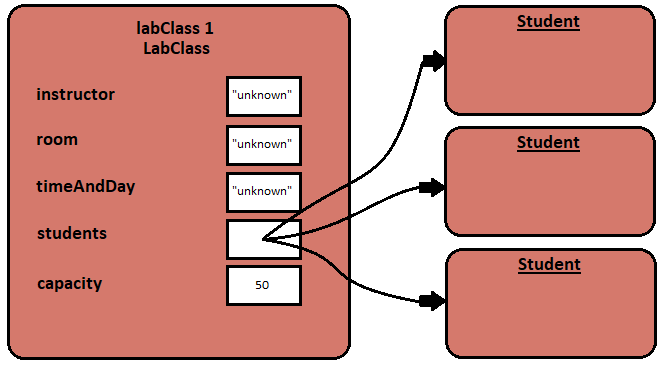 labClass 1
LabClass
instructor
"unknown"
room
"unknown"
timeAndDay
"unknown"
students
capacity
50
Student
Student
Student